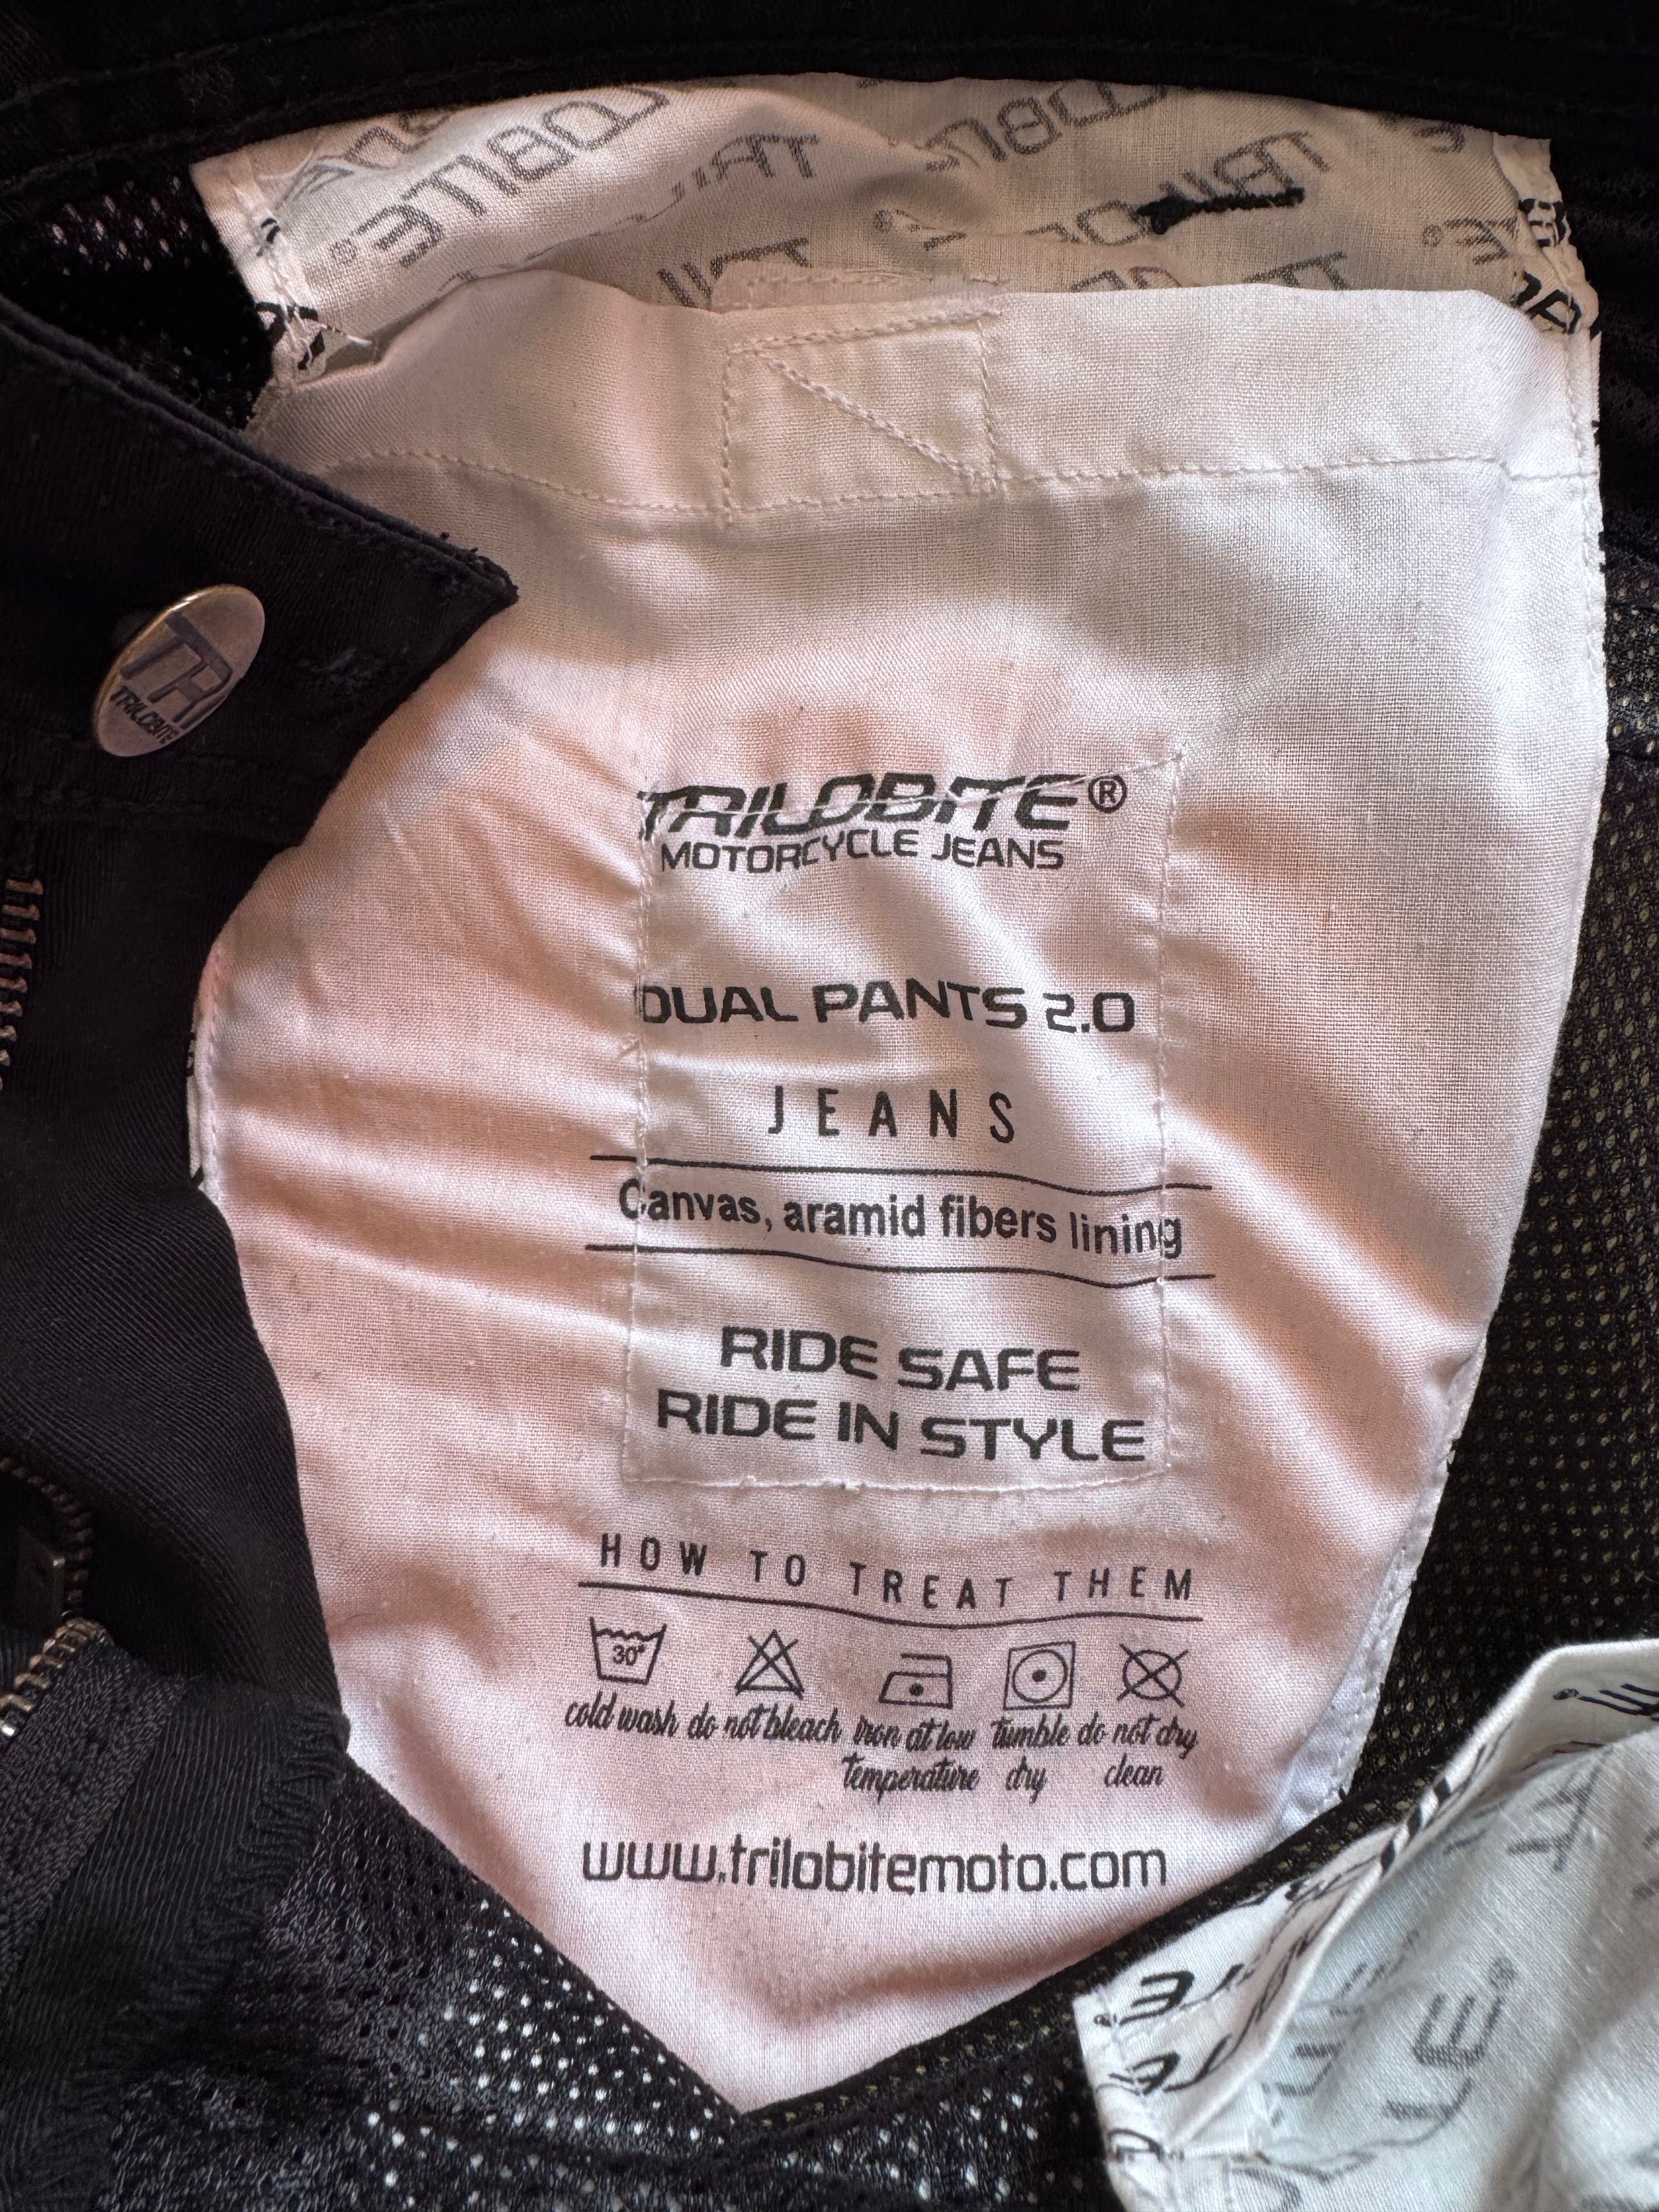 TRILOBITE®
TR
TRILOBITE
TRILOBITE®
MOTORCYCLE JEANS
DUAL PANTS 2.0
JEANS
Canvas, aramid fibers lining
RIDE SAFE
RIDE IN STYLE
HOW TO TREAT THEM
30°
cold wash do not bleach iron at low tumble do not dry
temperature dry clean
www.trilobitemoto.com